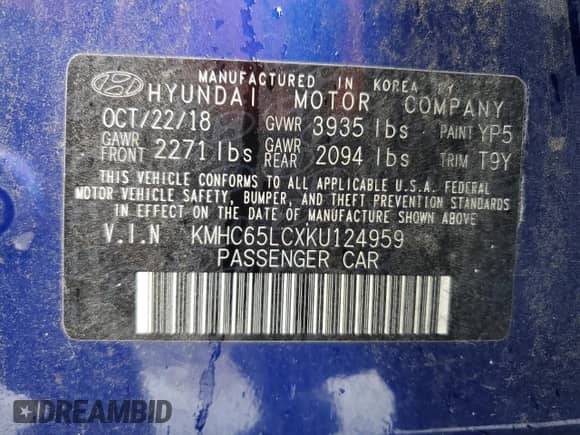 MANUFACTURED IN KOREA BY
HYUNDAI MOTOR COMPANY
OCT/22/18 GVWR 3935 lbs PAINT YP5
GAWR FRONT 2271 lbs GAWR REAR 2094 lbs TRIM T9Y
THIS VEHICLE CONFORMS TO ALL APPLICABLE U.S.A. FEDERAL
MOTOR VEHICLE SAFETY, BUMPER, AND THEFT PREVENTION STANDARDS
IN EFFECT ON THE DATE OF MANUFACTURE SHOWN ABOVE
V.I.N KMHC65LCXKU124959
PASSENGER CAR
DREAMBID